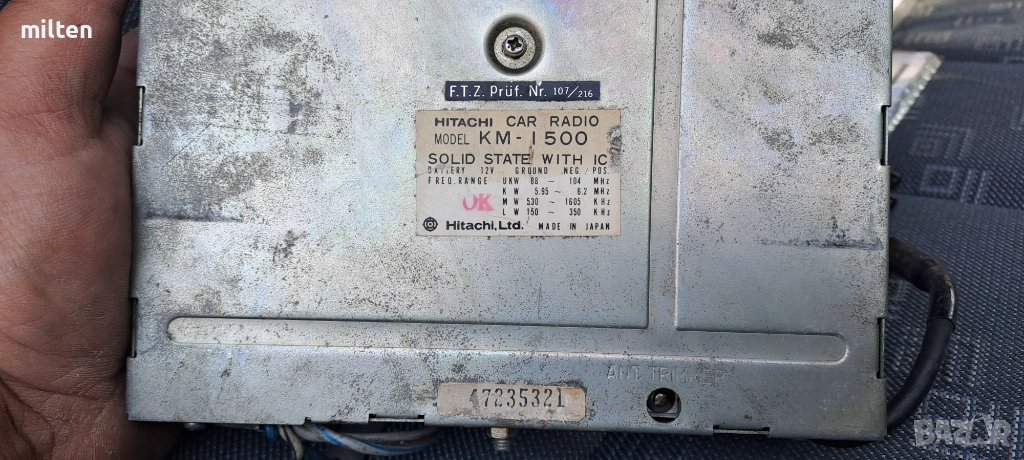 milten
F.T.Z. Prüf. Nr. 107/216
HITACHI CAR RADIO
MODEL KM-1500
SOLID STATE WITH IC
BATTERY 12V GROUND NEG/POS.
FREQ. RANGE UKW 88 ~ 104 MHz
KW 5.95 ~ 6.2 MHz
MW 530 ~ 1605 KHz
LW 150 ~ 350 KHz
OK
Hitachi, Ltd. MADE IN JAPAN
ANT. TRIMMER
47235321
BAZAR